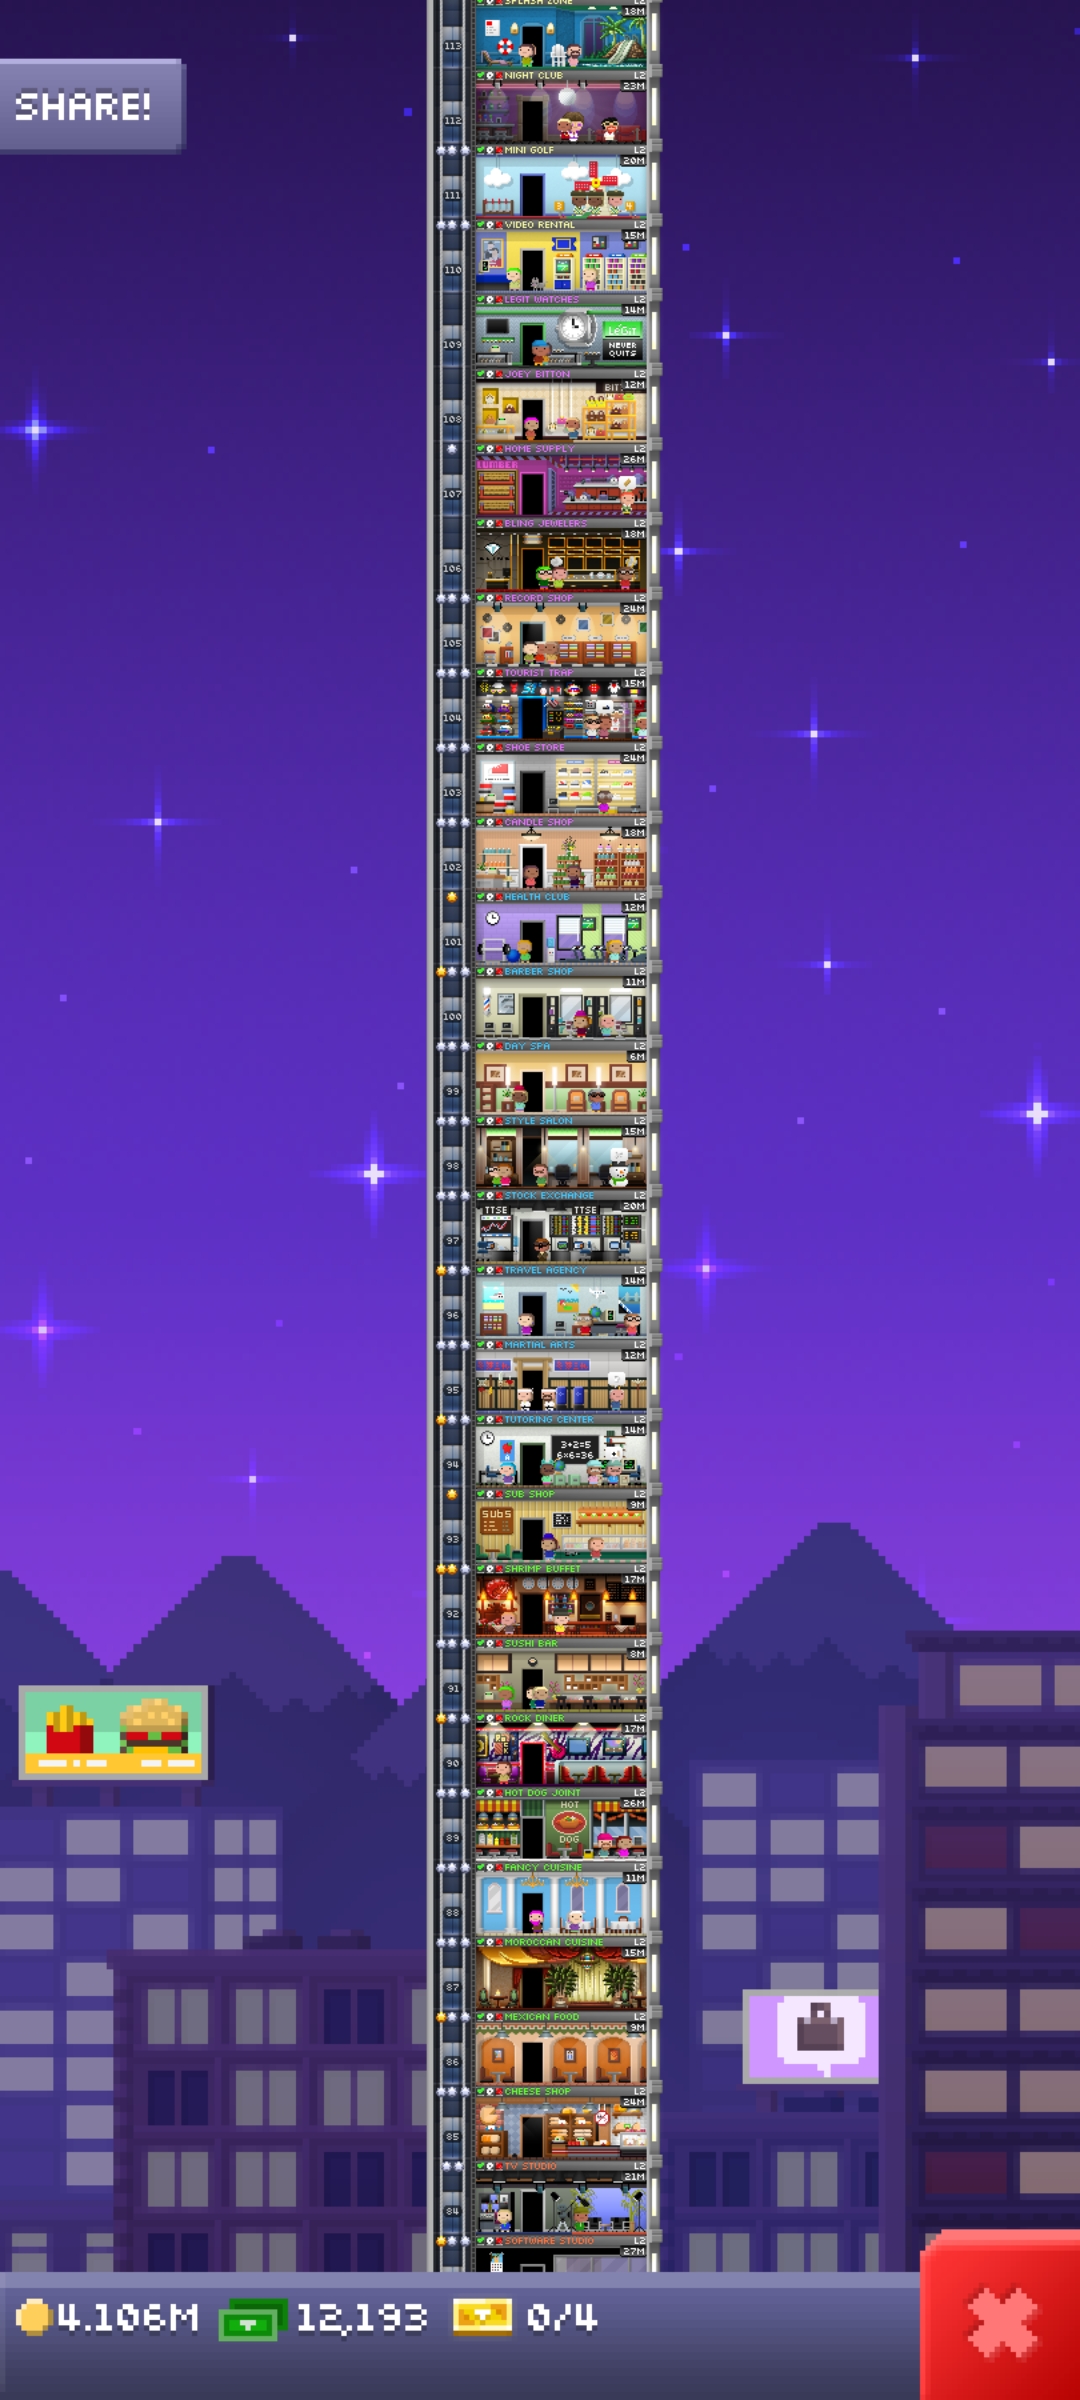 SPLASH ZONE L2
18M
113
SHARE!
NIGHT CLUB L2
23M
112
MINI GOLF L2
20M
111
VIDEO RENTAL L2
15M
110
LEGIT WATCHES L2
14M
LéGiT
NEVER
QUITS
109
JOEY BITTON L2
12M
BIT
108
HOME SUPPLY L2
26M
LUMBER
107
BLING JEWELERS L2
18M
BLING
106
RECORD SHOP L2
24M
105
TOURIST TRAP L2
15M
104
SHOE STORE L2
24M
103
CANDLE SHOP L2
18M
102
HEALTH CLUB L2
12M
101
BARBER SHOP L2
11M
100
DAY SPA L2
6M
99
STYLE SALON L2
15M
98
STOCK EXCHANGE L2
20M
TTSE TTSE
97
TRAVEL AGENCY L2
14M
96
MARTIAL ARTS L2
12M
95
TUTORING CENTER L2
14M
3+2=5
6×6=36
94
SUB SHOP L2
9M
SUBS
93
SHRIMP BUFFET L2
17M
92
SUSHI BAR L2
8M
91
ROCK DINER L2
17M
90
HOT DOG JOINT L2
26M
HOT
DOG
89
FANCY CUISINE L2
11M
88
MOROCCAN CUISINE L2
15M
87
MEXICAN FOOD L2
9M
86
CHEESE SHOP L2
24M
85
TV STUDIO L2
21M
84
SOFTWARE STUDIO L2
27M
4.106M 12,193 0/4